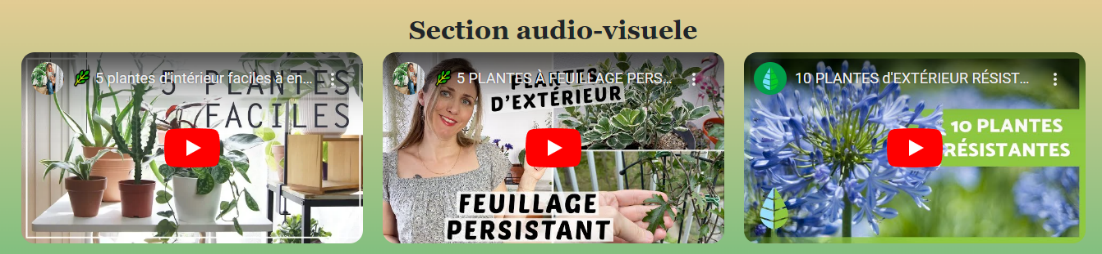 Section audio-visuele
5 plantes d'intérieur faciles à en...
5 PLANTES
FACILES
5 PLANTES À FEUILLAGE PERS...
PLANTES
D'EXTÉRIEUR
FEUILLAGE
PERSISTANT
10 PLANTES d'EXTÉRIEUR RÉSIST...
10 PLANTES
RÉSISTANTES